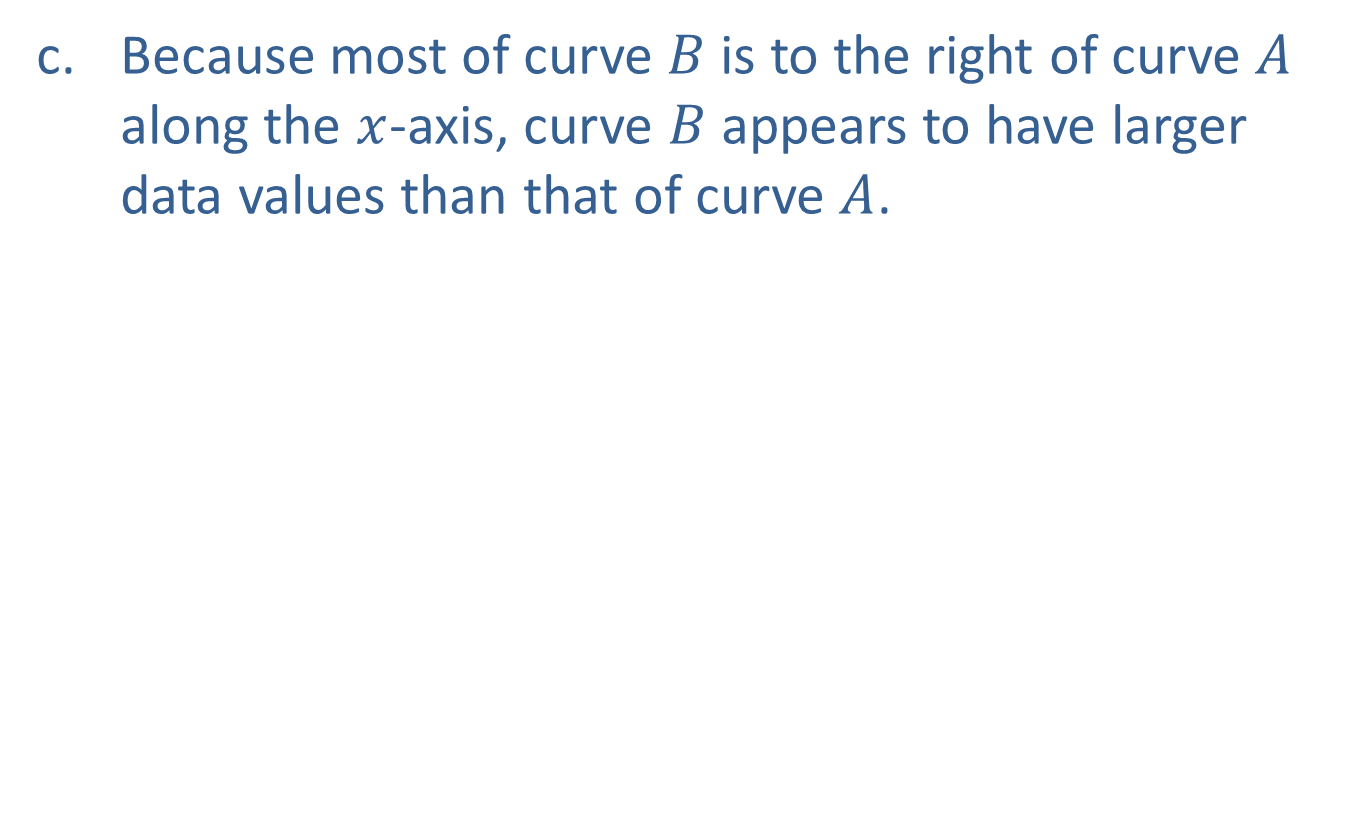 c. Because most of curve B is to the right of curve A
along the x-axis, curve B appears to have larger
data values than that of curve A.